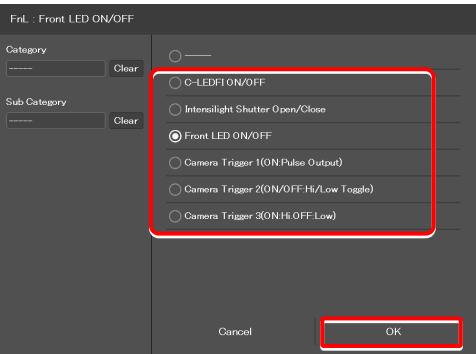 FnL : Front LED ON/OFF
Category
-----
Clear
Sub Category
-----
Clear
-----
C-LEDFI ON/OFF
Intensilight Shutter Open/Close
Front LED ON/OFF
Camera Trigger 1(ON:Pulse Output)
Camera Trigger 2(ON/OFF:Hi/Low Toggle)
Camera Trigger 3(ON:Hi.OFF:Low)
Cancel
OK